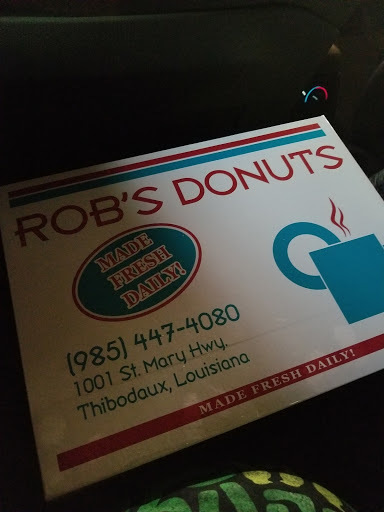 ROB'S DONUTS
MADE
FRESH
DAILY!
(985) 447-4080
1001 St. Mary Hwy.
Thibodaux, Louisiana
MADE FRESH DAILY!